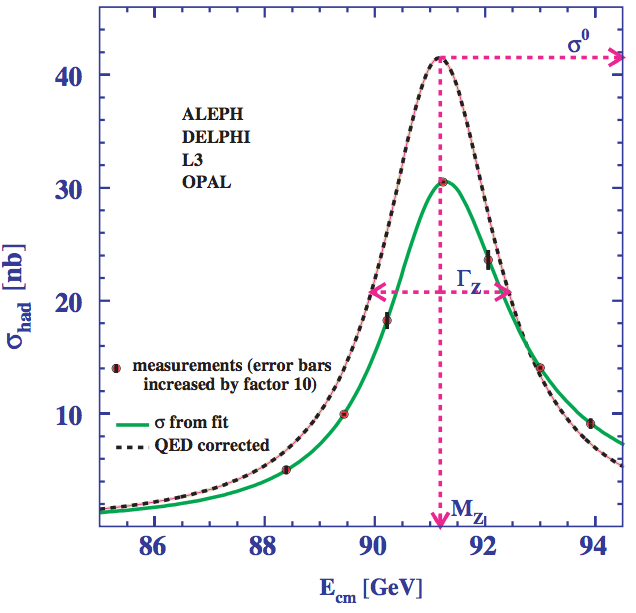 σ⁰
40
ALEPH
DELPHI
L3
OPAL
30
σhad [nb]
ΓZ
20
measurements (error bars
increased by factor 10)
10
σ from fit
QED corrected
MZ
86 88 90 92 94
Ecm [GeV]